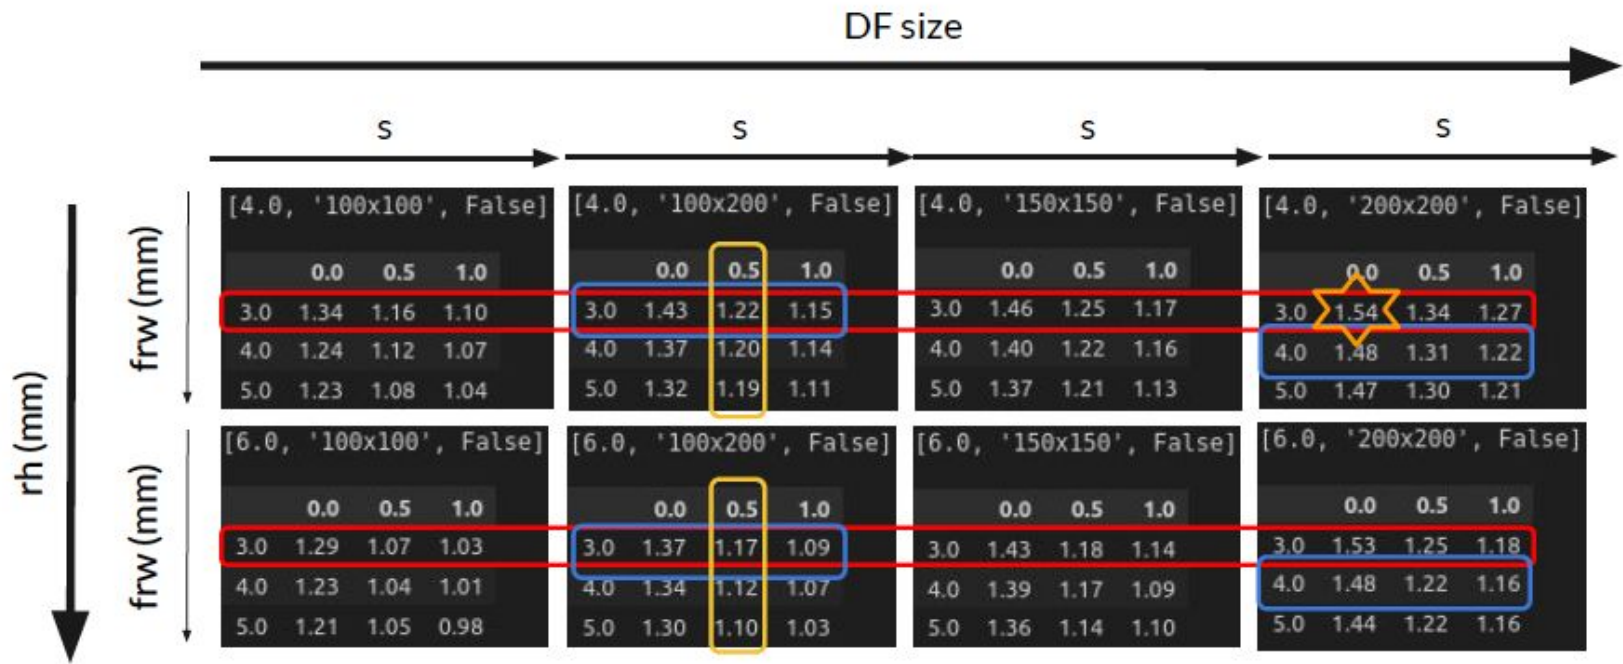 DF size
s s s s
rh (mm)
frw (mm)
[4.0, '100x100', False] [4.0, '100x200', False] [4.0, '150x150', False] [4.0, '200x200', False]
0.0 0.5 1.0 0.0 0.5 1.0 0.0 0.5 1.0 0.0 0.5 1.0
3.0 1.34 1.16 1.10 3.0 1.43 1.22 1.15 3.0 1.46 1.25 1.17 3.0 1.54 1.34 1.27
4.0 1.24 1.12 1.07 4.0 1.37 1.20 1.14 4.0 1.40 1.22 1.16 4.0 1.48 1.31 1.22
5.0 1.23 1.08 1.04 5.0 1.32 1.19 1.11 5.0 1.37 1.21 1.13 5.0 1.47 1.30 1.21
frw (mm)
[6.0, '100x100', False] [6.0, '100x200', False] [6.0, '150x150', False] [6.0, '200x200', False]
0.0 0.5 1.0 0.0 0.5 1.0 0.0 0.5 1.0 0.0 0.5 1.0
3.0 1.29 1.07 1.03 3.0 1.37 1.17 1.09 3.0 1.43 1.18 1.14 3.0 1.53 1.25 1.18
4.0 1.23 1.04 1.01 4.0 1.34 1.12 1.07 4.0 1.39 1.17 1.09 4.0 1.48 1.22 1.16
5.0 1.21 1.05 0.98 5.0 1.30 1.10 1.03 5.0 1.36 1.14 1.10 5.0 1.44 1.22 1.16